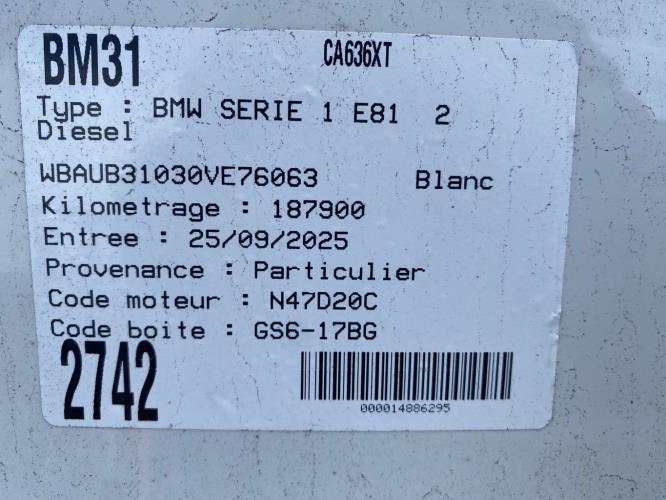 BM31 CA636XT
Type : BMW SERIE 1 E81 2
Diesel
WBAUB31030VE76063 Blanc
Kilometrage : 187900
Entree : 25/09/2025
Provenance : Particulier
Code moteur : N47D20C
Code boite : GS6-17BG
2742
000014886295